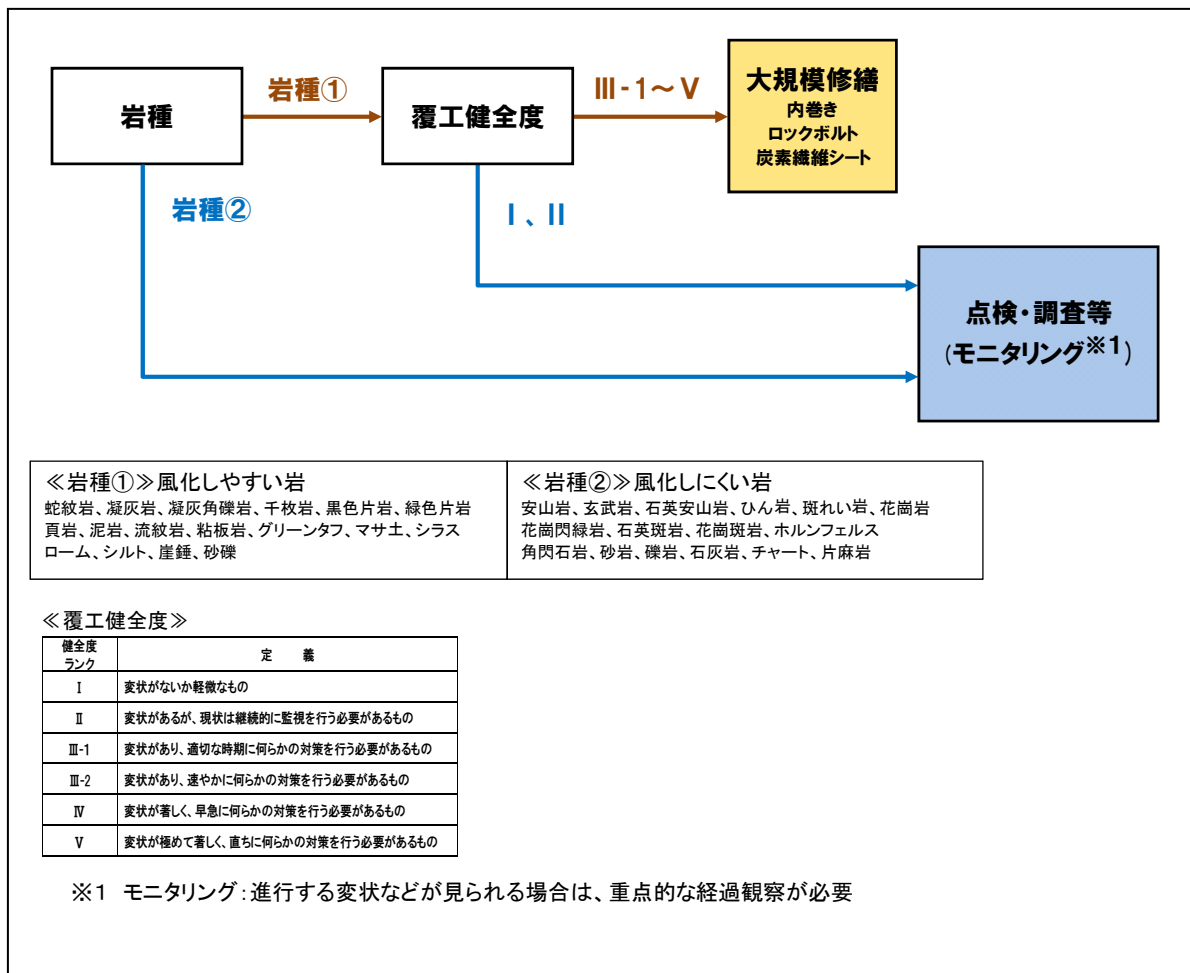 岩種
岩種①
覆工健全度
Ⅲ-1～Ⅴ
大規模修繕
内巻き
ロックボルト
炭素繊維シート
岩種②
Ⅰ、Ⅱ
点検・調査等
(モニタリング※1)
≪岩種①≫風化しやすい岩
蛇紋岩、凝灰岩、凝灰角礫岩、千枚岩、黒色片岩、緑色片岩
頁岩、泥岩、流紋岩、粘板岩、グリーンタフ、マサ土、シラス
ローム、シルト、崖錘、砂礫
≪岩種②≫風化しにくい岩
安山岩、玄武岩、石英安山岩、ひん岩、斑れい岩、花崗岩
花崗閃緑岩、石英斑岩、花崗斑岩、ホルンフェルス
角閃石岩、砂岩、礫岩、石灰岩、チャート、片麻岩
≪覆工健全度≫
健全度
ランク
定 義
Ⅰ 変状がないか軽微なもの
Ⅱ 変状があるが、現状は継続的に監視を行う必要があるもの
Ⅲ-1 変状があり、適切な時期に何らかの対策を行う必要があるもの
Ⅲ-2 変状があり、速やかに何らかの対策を行う必要があるもの
Ⅳ 変状が著しく、早急に何らかの対策を行う必要があるもの
Ⅴ 変状が極めて著しく、直ちに何らかの対策を行う必要があるもの
※1 モニタリング：進行する変状などが見られる場合は、重点的な経過観察が必要